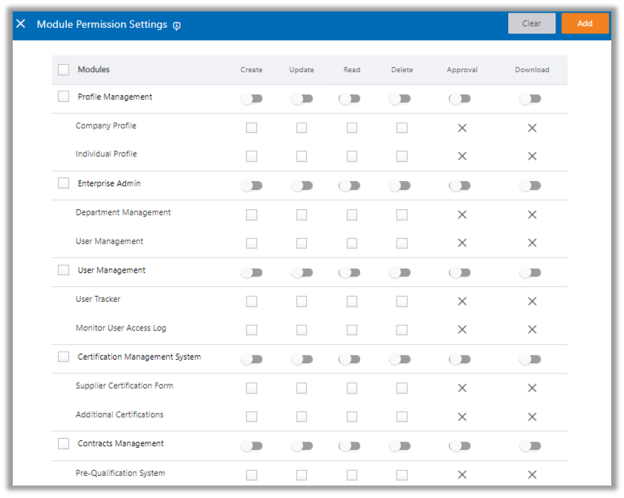 Module Permission Settings
Clear
Add
Modules Create Update Read Delete Approval Download
Profile Management
Company Profile
Individual Profile
Enterprise Admin
Department Management
User Management
User Management
User Tracker
Monitor User Access Log
Certification Management System
Supplier Certification Form
Additional Certifications
Contracts Management
Pre-Qualification System